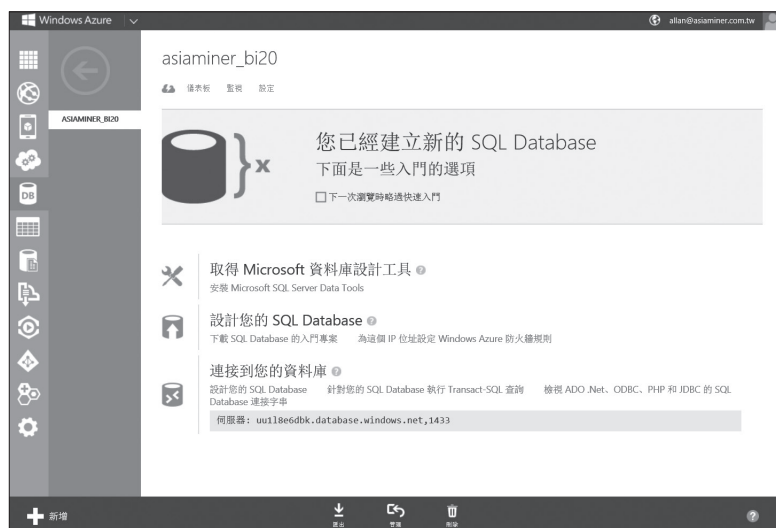 Windows Azure
allan@asiaminer.com.tw
ASIAMINER_BI20
asiaminer_bi20
儀表板 監視 設定
x
您已經建立新的 SQL Database
下面是一些入門的選項
下一次瀏覽時略過快速入門
取得 Microsoft 資料庫設計工具
安裝 Microsoft SQL Server Data Tools
設計您的 SQL Database
下載 SQL Database 的入門專案 為這個 IP 位址設定 Windows Azure 防火牆規則
連接到您的資料庫
設計您的 SQL Database 針對您的 SQL Database 執行 Transact-SQL 查詢 檢視 ADO .Net、ODBC、PHP 和 JDBC 的 SQL
Database 連接字串
伺服器: uu1l8e6dbk.database.windows.net,1433
DB
新增
匯出 管理 刪除